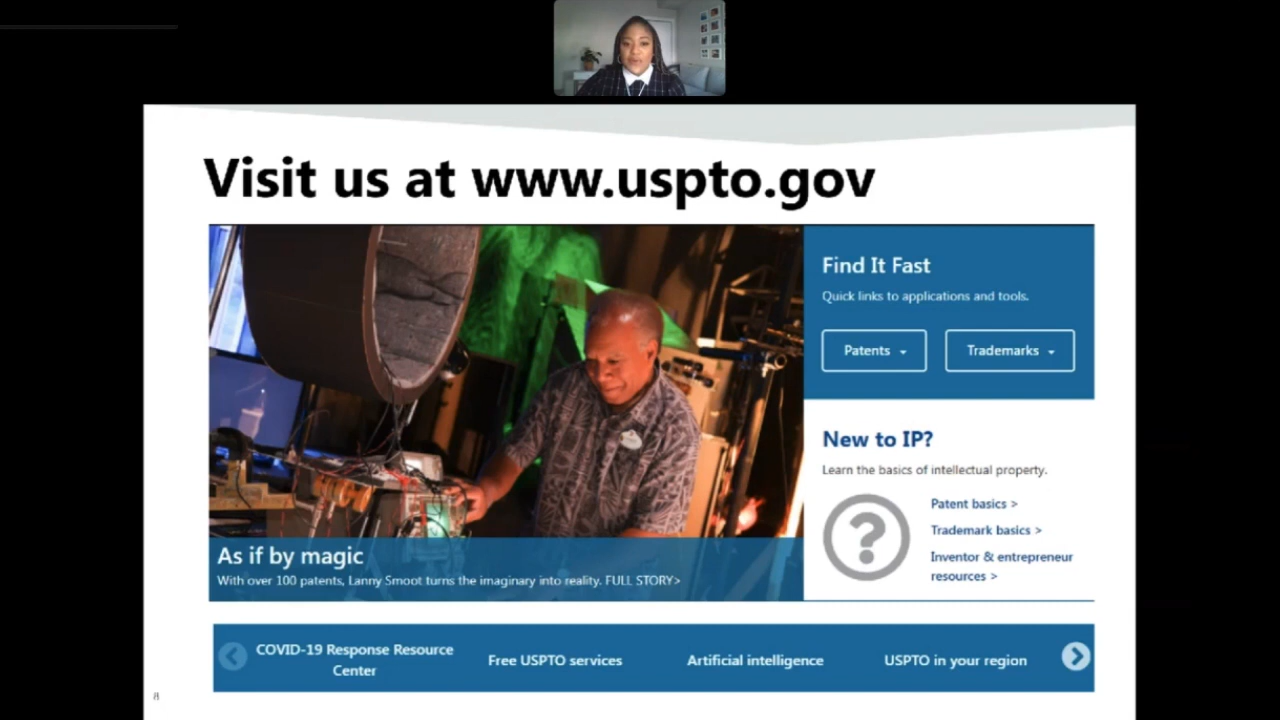 Visit us at www.uspto.gov
Find It Fast
Quick links to applications and tools.
Patents
Trademarks
New to IP?
Learn the basics of intellectual property.
Patent basics >
Trademark basics >
Inventor & entrepreneur
resources >
As if by magic
With over 100 patents, Lanny Smoot turns the imaginary into reality. FULL STORY>
COVID-19 Response Resource
Center
Free USPTO services
Artificial intelligence
USPTO in your region
8